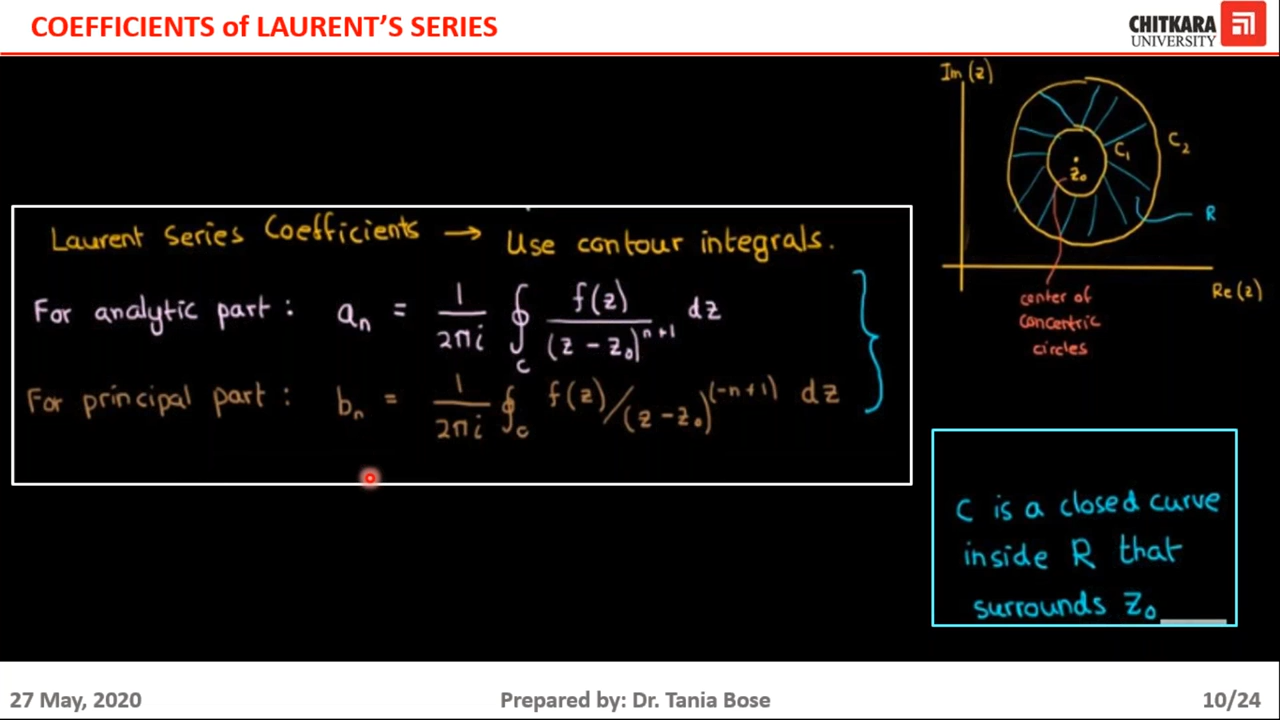 COEFFICIENTS of LAURENT'S SERIES
CHITKARA
UNIVERSITY
Im(z)
C₁
C₂
z₀
R
Re(z)
center of
concentric
circles
Laurent Series Coefficients → Use contour integrals.
For analytic part : aₙ = 1/2πi ∮_C f(z)/(z - z₀)ⁿ⁺¹ dz
For principal part : bₙ = 1/2πi ∮_C f(z)/(z - z₀)^(-n+1) dz
C is a closed curve
inside R that
surrounds z₀
27 May, 2020
Prepared by: Dr. Tania Bose
10/24